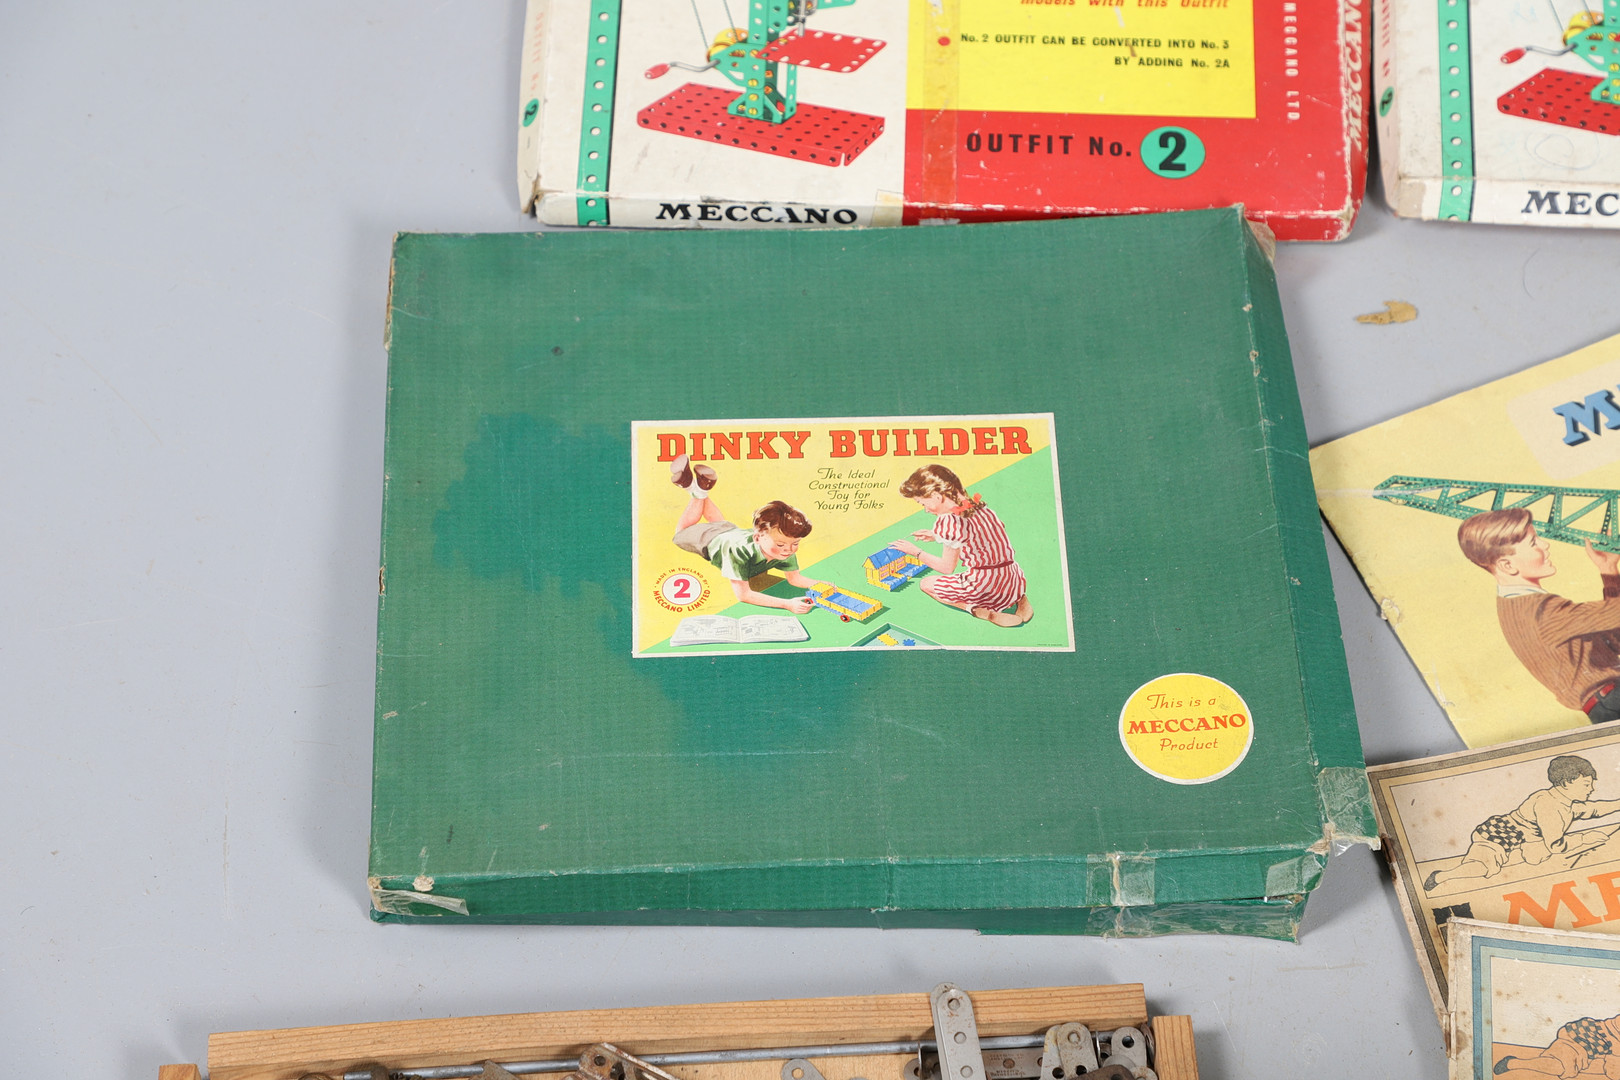 models with this Outfit
No. 2 OUTFIT CAN BE CONVERTED INTO No. 3
BY ADDING No. 2A
OUTFIT No. 2
MECCANO
MECCANO LTD.
MECCANO
2
2
MEC
DINKY BUILDER
The Ideal
Constructional
Toy for
Young Folks
MADE IN ENGLAND BY
2
MECCANO LIMITED
This is a
MECCANO
Product
M
ME